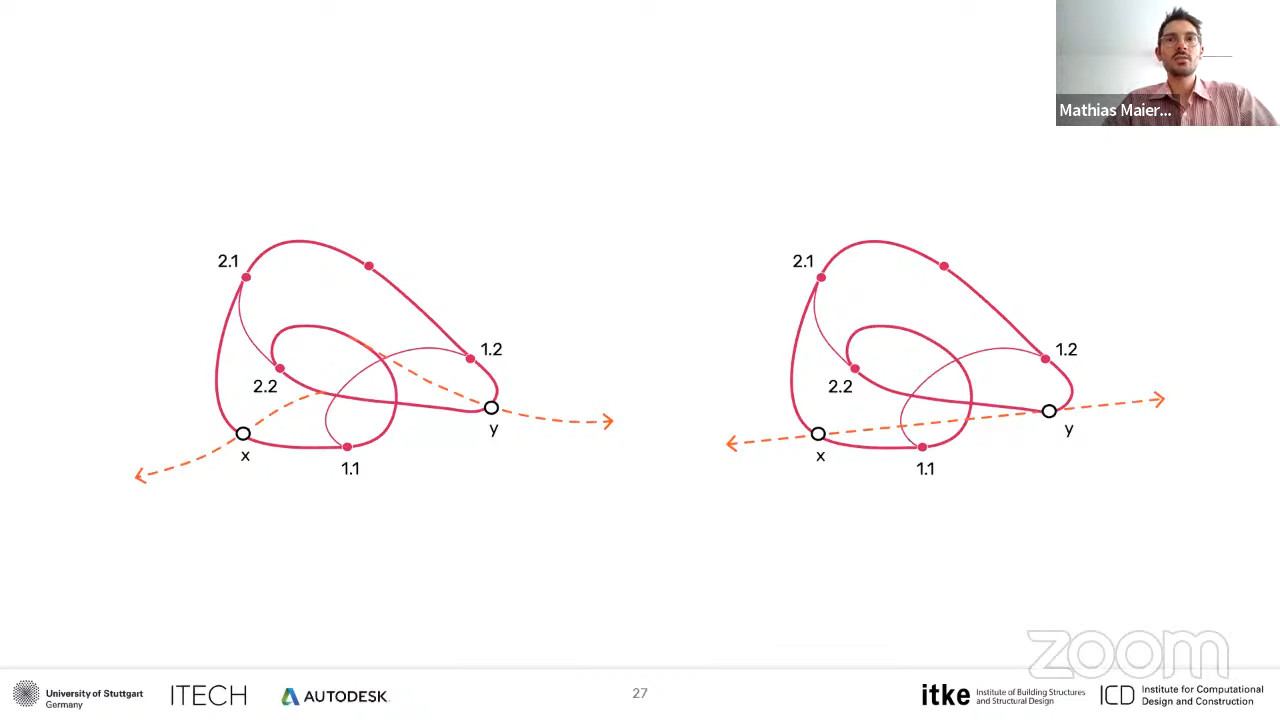 Mathias Maier...
2.1
1.2
2.2
x
y
1.1
2.1
1.2
2.2
x
y
1.1
zoom
University of Stuttgart
Germany
ITECH
AUTODESK
27
itke
Institute of Building Structures
and Structural Design
ICD
Institute for Computational
Design and Construction